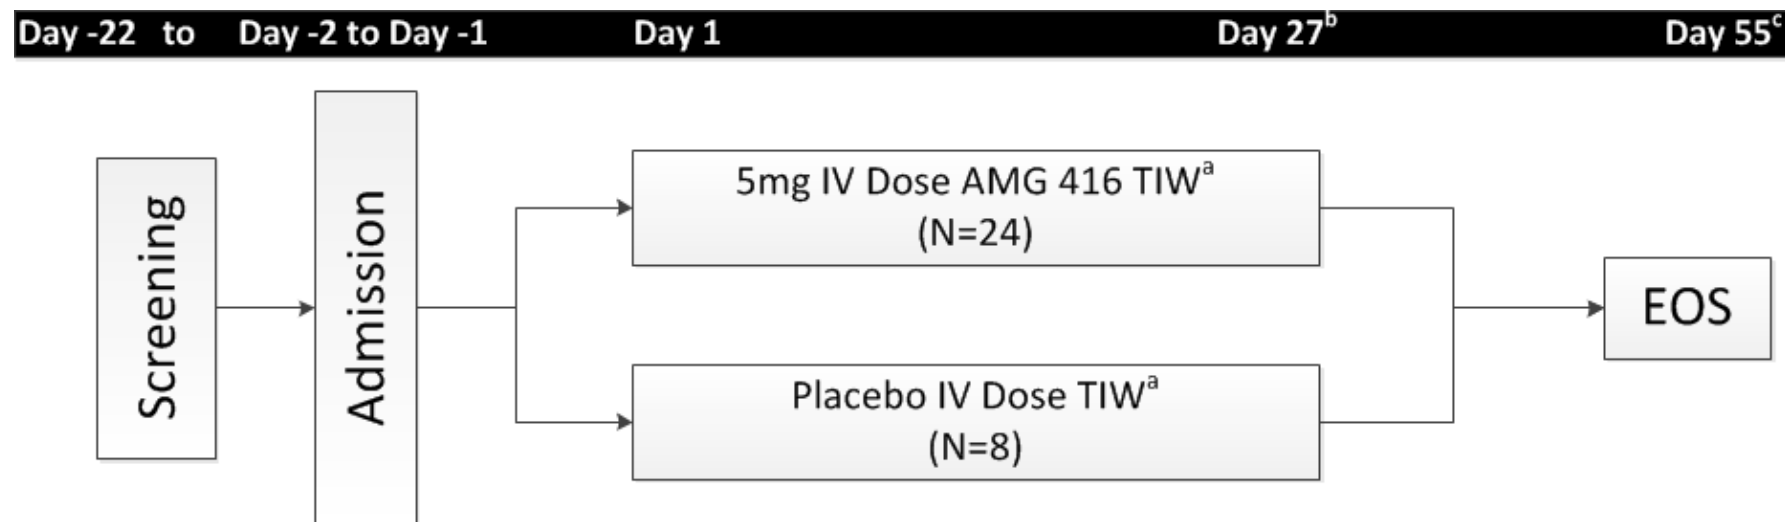 Day -22 to Day -2 to Day -1 Day 1 Day 27b Day 55c
Screening
Admission
5mg IV Dose AMG 416 TIWa
(N=24)
Placebo IV Dose TIWa
(N=8)
EOS